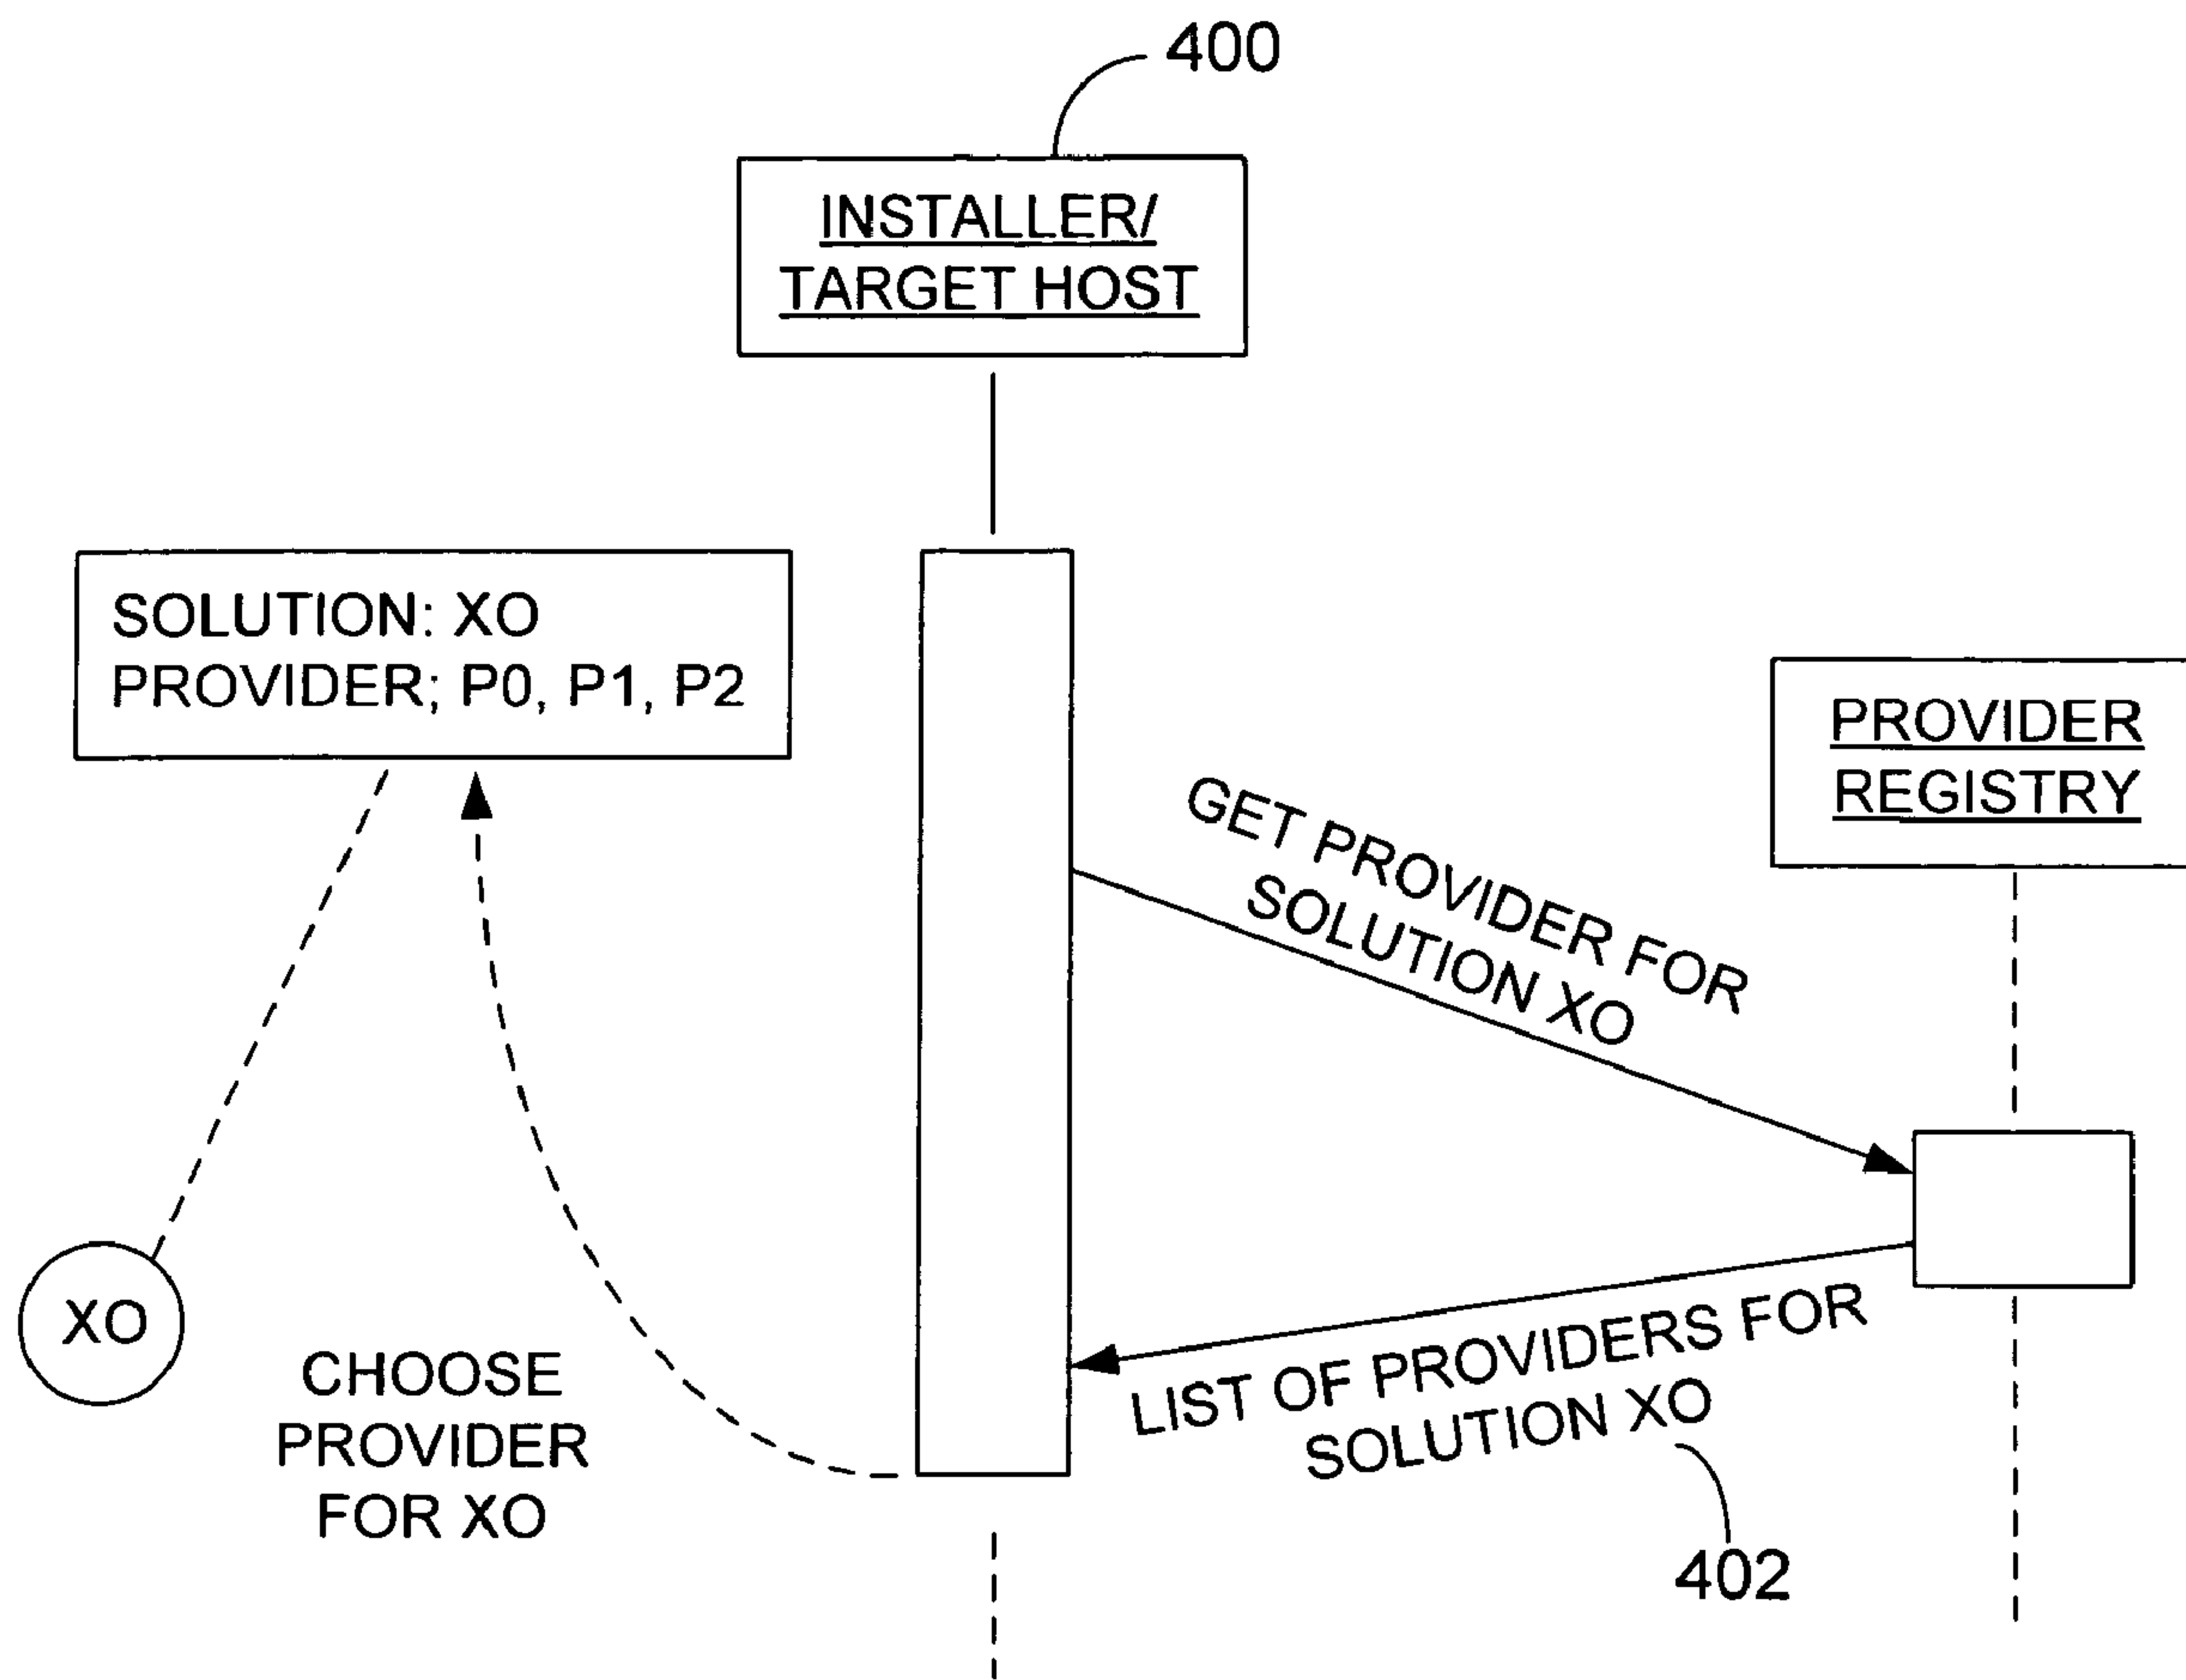 400
INSTALLER/
TARGET HOST
SOLUTION: XO
PROVIDER; P0, P1, P2
PROVIDER
REGISTRY
GET PROVIDER FOR
SOLUTION XO
XO
CHOOSE
PROVIDER
FOR XO
LIST OF PROVIDERS FOR
SOLUTION XO
402